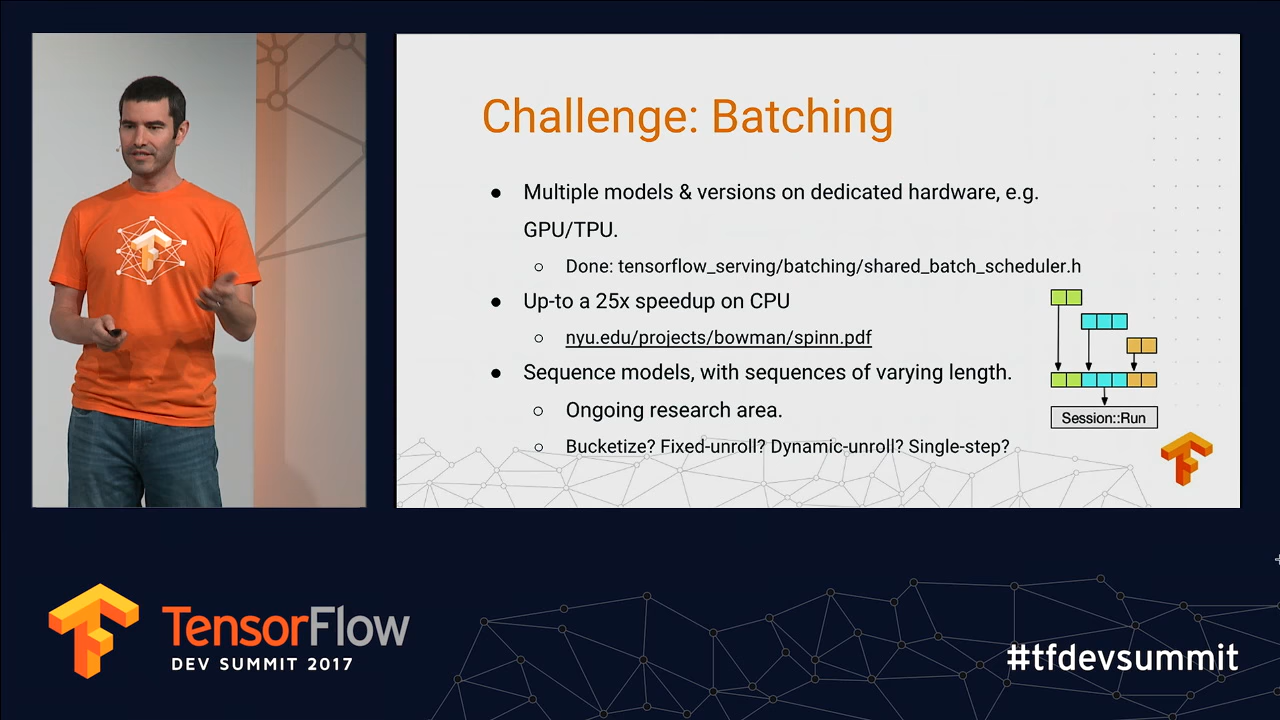 Challenge: Batching
● Multiple models & versions on dedicated hardware, e.g.
GPU/TPU.
○ Done: tensorflow_serving/batching/shared_batch_scheduler.h
● Up-to a 25x speedup on CPU
○ nyu.edu/projects/bowman/spinn.pdf
● Sequence models, with sequences of varying length.
○ Ongoing research area.
○ Bucketize? Fixed-unroll? Dynamic-unroll? Single-step?
Session::Run
TensorFlow
DEV SUMMIT 2017
#tfdevsummit